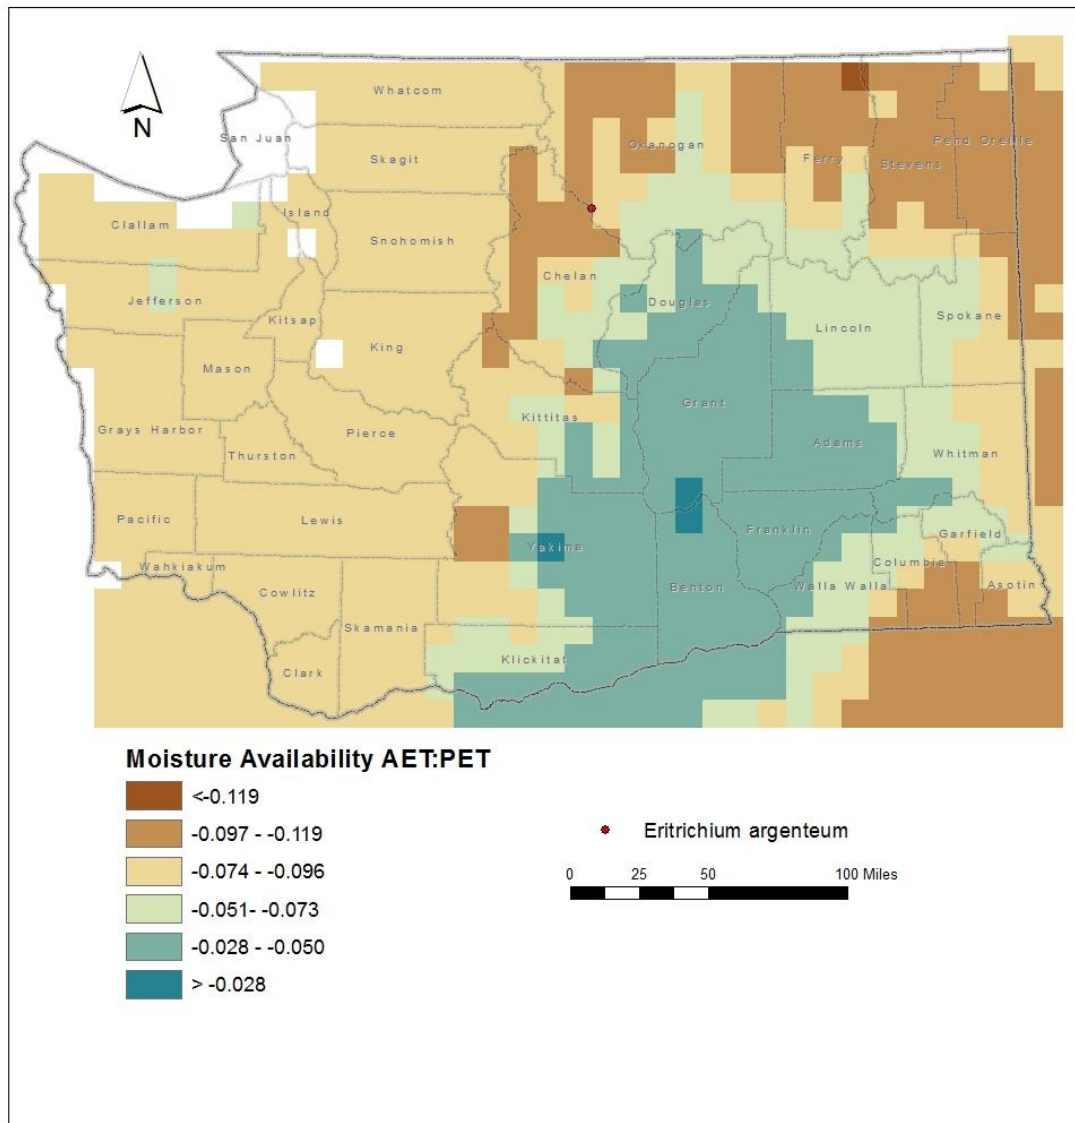 N
Whatcom
San Juan
Skagit
Okanogan
Ferry
Stevens
Pend Oreille
Clallam
Island
Snohomish
Chelan
Jefferson
Kitsap
Douglas
Lincoln
Spokane
King
Mason
Grant
Kittitas
Grays Harbor
Pierce
Adams
Thurston
Whitman
Pacific
Lewis
Yakima
Franklin
Garfield
Wahkiakum
Columbia
Cowlitz
Benton
Walla Walla
Asotin
Skamania
Klickitat
Clark
Moisture Availability AET:PET
<-0.119
-0.097 - -0.119
-0.074 - -0.096
-0.051- -0.073
-0.028 - -0.050
> -0.028
Eritrichium argenteum
0 25 50 100 Miles